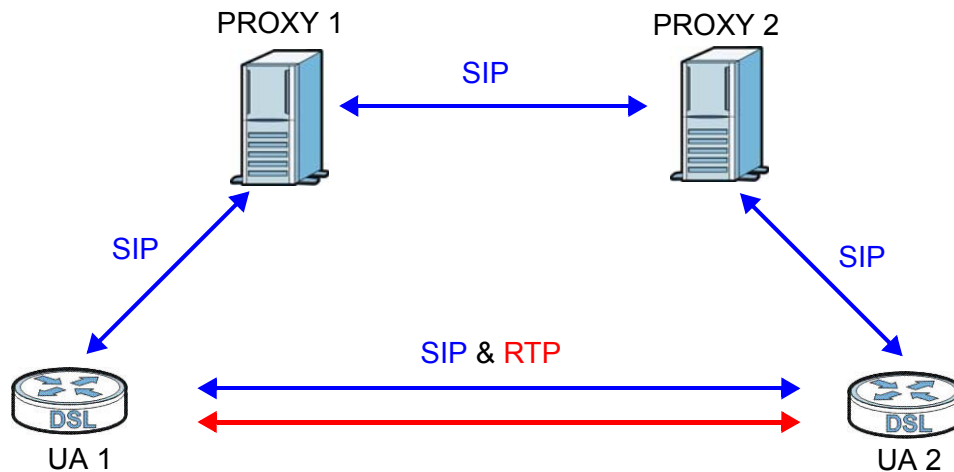 PROXY 1
PROXY 2
SIP
SIP
SIP
SIP & RTP
DSL
DSL
UA 1
UA 2